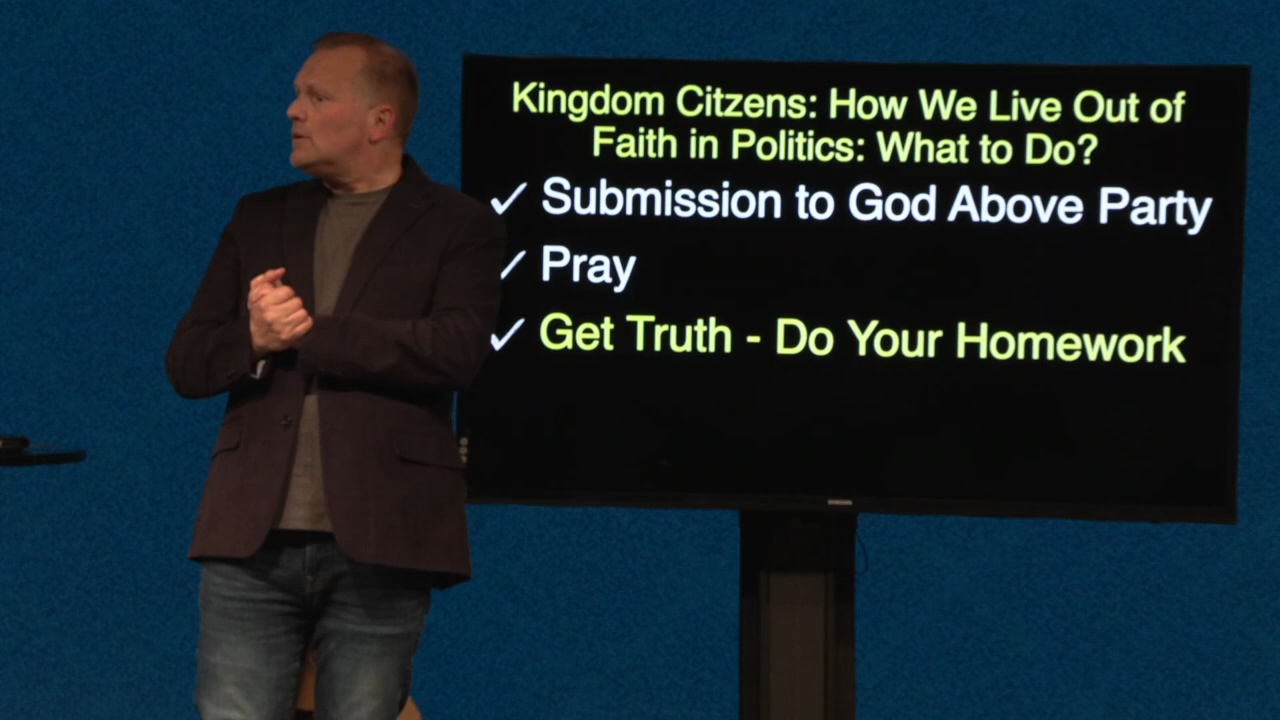 Kingdom Citzens: How We Live Out of
Faith in Politics: What to Do?
✓ Submission to God Above Party
✓ Pray
✓ Get Truth - Do Your Homework